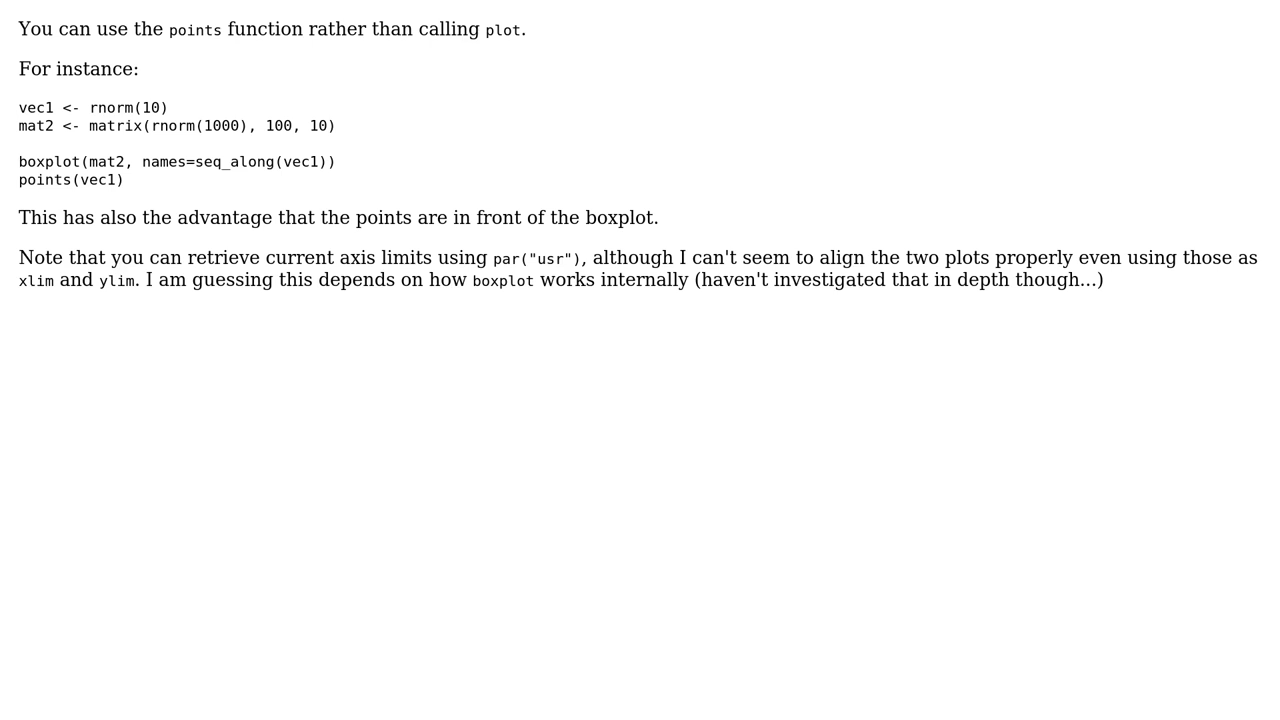 You can use the points function rather than calling plot.
For instance:
vec1 <- rnorm(10)
mat2 <- matrix(rnorm(1000), 100, 10)
boxplot(mat2, names=seq_along(vec1))
points(vec1)
This has also the advantage that the points are in front of the boxplot.
Note that you can retrieve current axis limits using par("usr"), although I can't seem to align the two plots properly even using those as
xlim and ylim. I am guessing this depends on how boxplot works internally (haven't investigated that in depth though...)